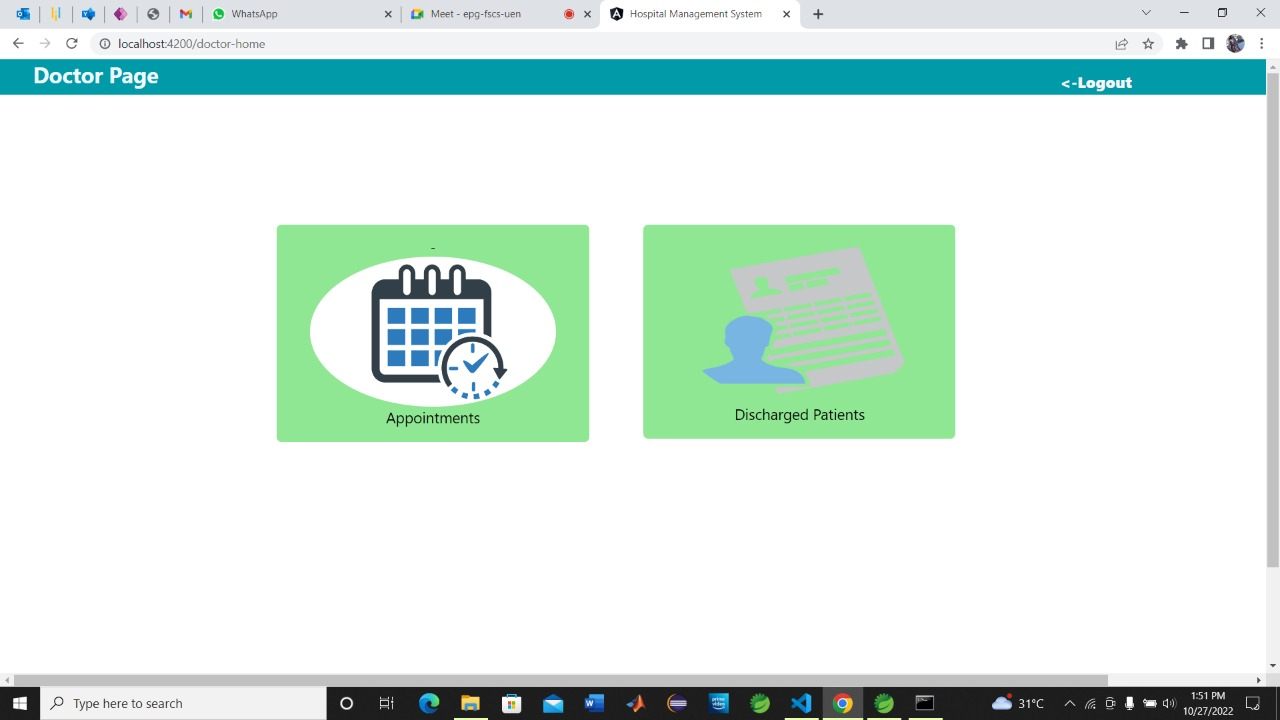 WhatsApp
Meet - epg-fscs-uen
Hospital Management System
localhost:4200/doctor-home
Doctor Page
<-Logout
-
Appointments
Discharged Patients
Type here to search
31°C
1:51 PM
10/27/2022